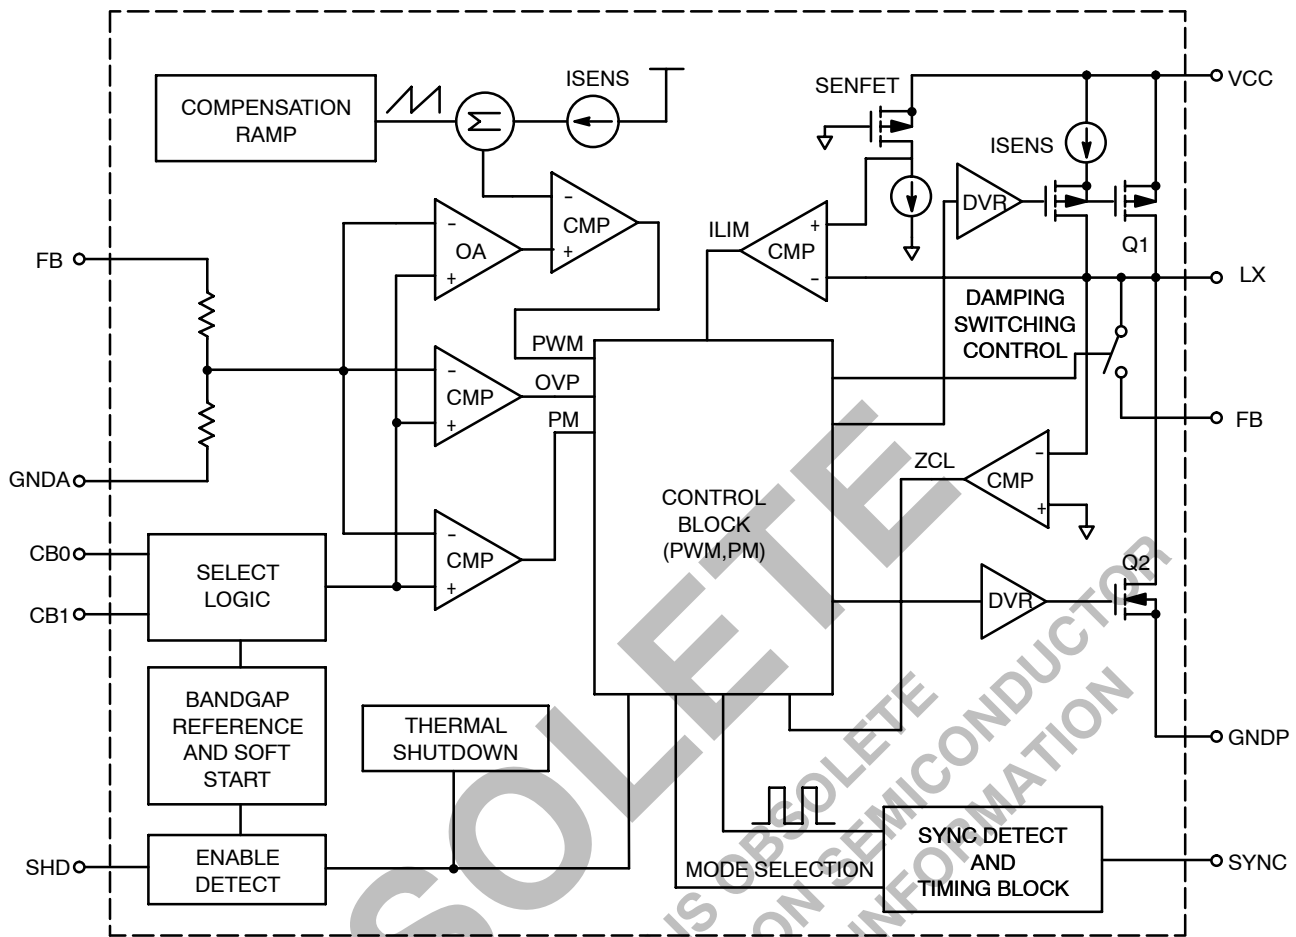 COMPENSATION
RAMP
Σ
ISENS
SENFET
VCC
ISENS
DVR
Q1
−
+
CMP
−
+
OA
ILIM
+
−
CMP
LX
FB
DAMPING
SWITCHING
CONTROL
PWM
OVP
PM
−
+
CMP
FB
GNDA
ZCL
−
+
CMP
CONTROL
BLOCK
(PWM,PM)
CB0
CB1
SELECT
LOGIC
−
+
CMP
DVR
Q2
BANDGAP
REFERENCE
AND SOFT
START
THERMAL
SHUTDOWN
GNDP
SHD
ENABLE
DETECT
MODE SELECTION
SYNC DETECT
AND
TIMING BLOCK
SYNC
SOLETE
IS OBSOLETE
ON SEMICONDUCTOR
INFORMATION